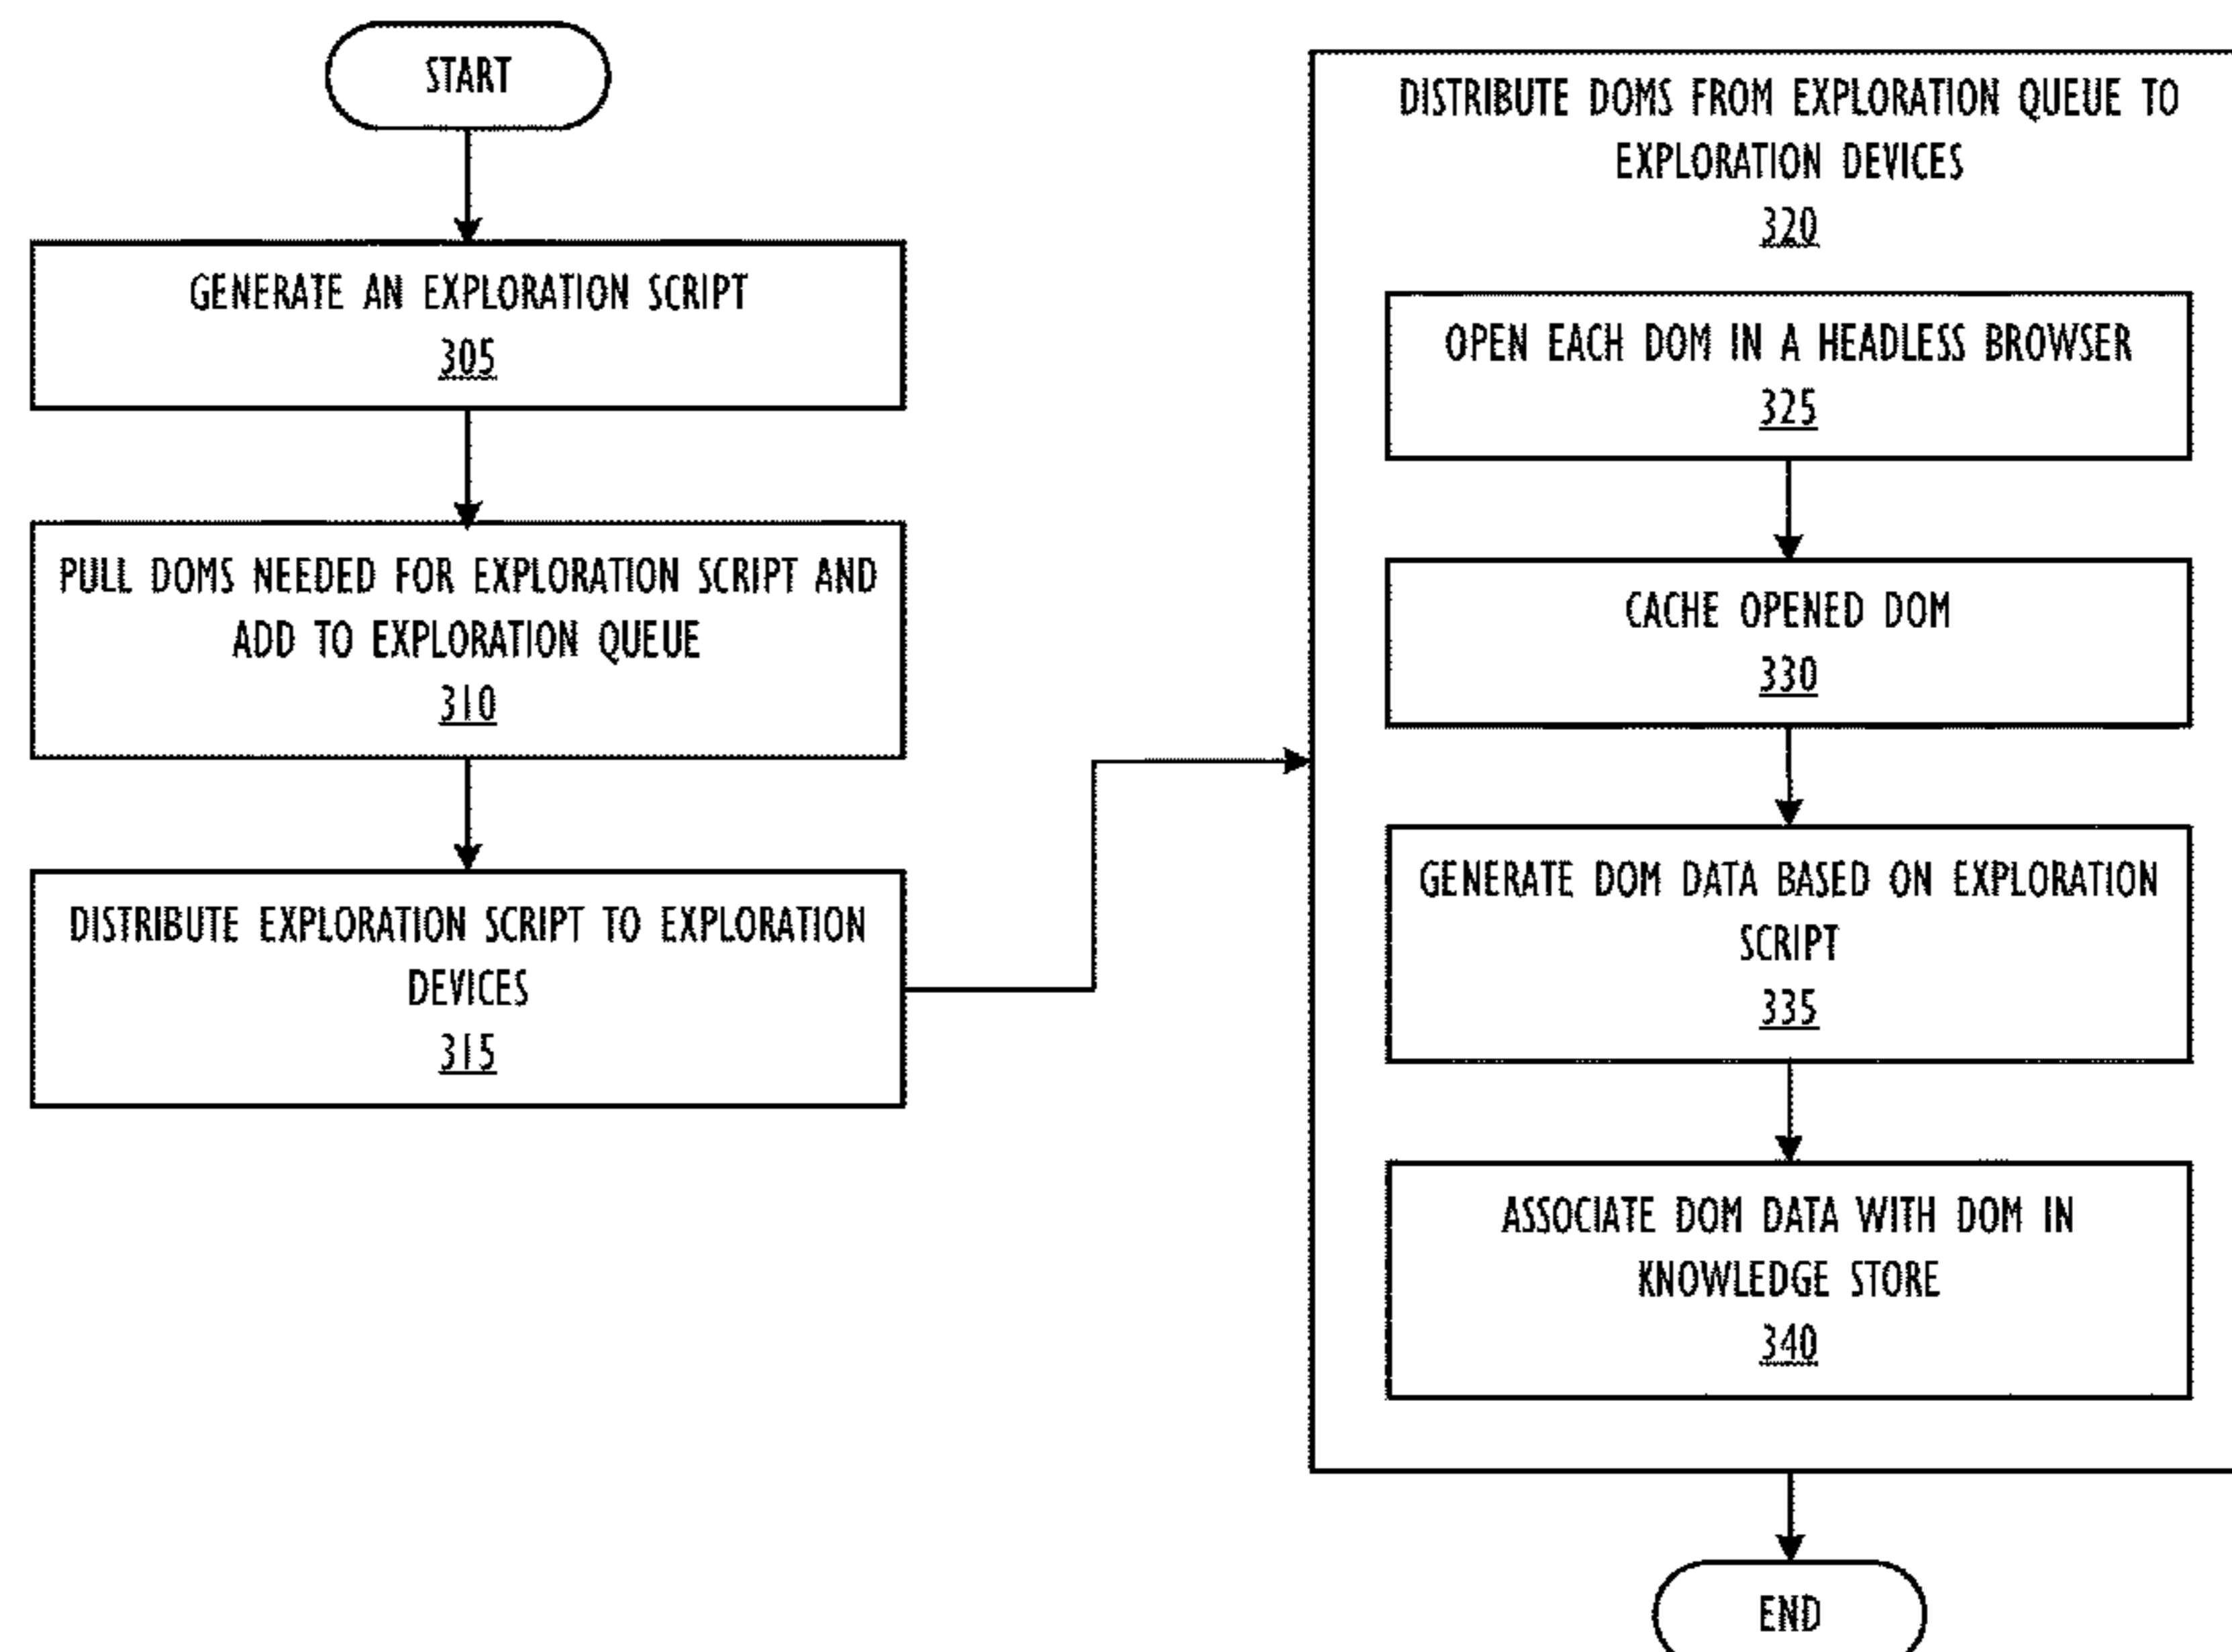 START
GENERATE AN EXPLORATION SCRIPT
305
PULL DOMS NEEDED FOR EXPLORATION SCRIPT AND
ADD TO EXPLORATION QUEUE
310
DISTRIBUTE EXPLORATION SCRIPT TO EXPLORATION
DEVICES
315
DISTRIBUTE DOMS FROM EXPLORATION QUEUE TO
EXPLORATION DEVICES
320
OPEN EACH DOM IN A HEADLESS BROWSER
325
CACHE OPENED DOM
330
GENERATE DOM DATA BASED ON EXPLORATION
SCRIPT
335
ASSOCIATE DOM DATA WITH DOM IN
KNOWLEDGE STORE
340
END